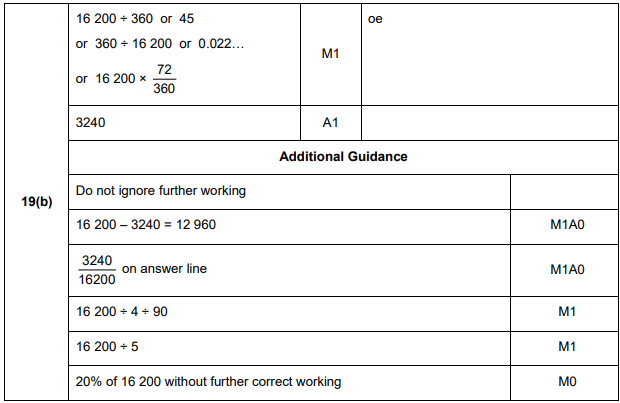 16 200 ÷ 360 or 45
or 360 ÷ 16 200 or 0.022…
or 16 200 × 72/360
M1
oe
3240
A1
Additional Guidance
19(b)
Do not ignore further working
16 200 – 3240 = 12 960
M1A0
3240/16200 on answer line
M1A0
16 200 ÷ 4 ÷ 90
M1
16 200 ÷ 5
M1
20% of 16 200 without further correct working
M0